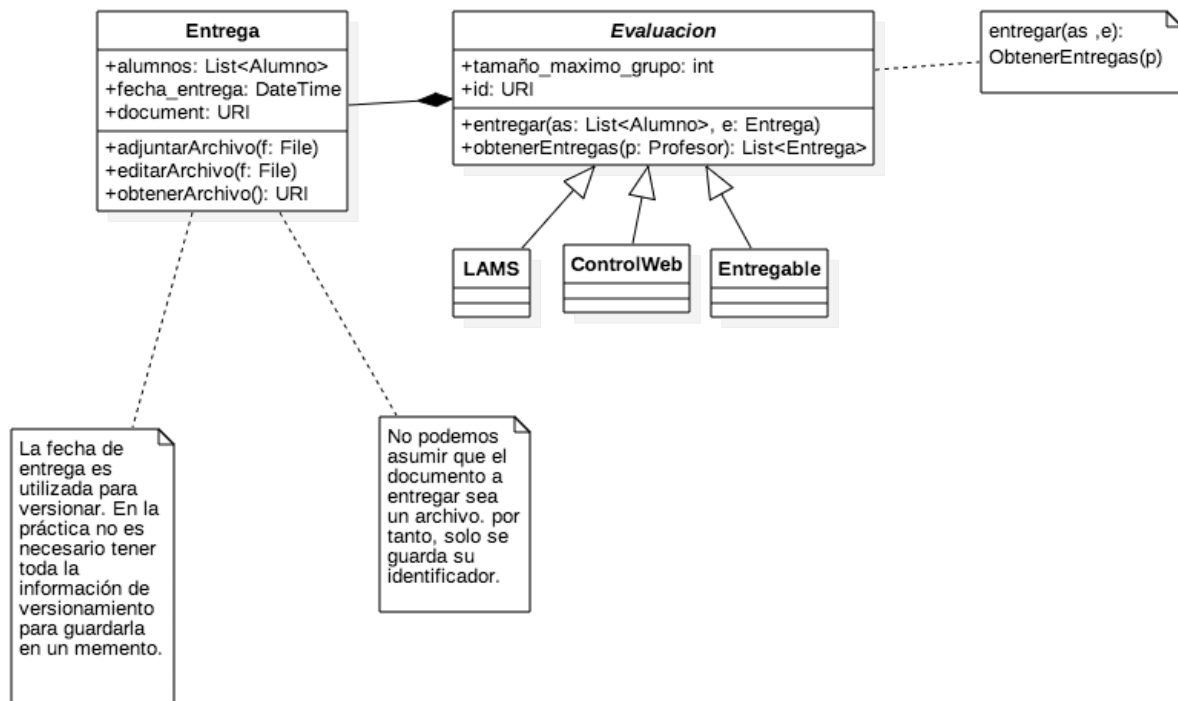 Entrega
+alumnos: List<Alumno>
+fecha_entrega: DateTime
+document: URI
+adjuntarArchivo(f: File)
+editarArchivo(f: File)
+obtenerArchivo(): URI
Evaluacion
+tamaño_maximo_grupo: int
+id: URI
+entregar(as: List<Alumno>, e: Entrega)
+obtenerEntregas(p: Profesor): List<Entrega>
entregar(as ,e):
ObtenerEntregas(p)
LAMS
ControlWeb
Entregable
La fecha de
entrega es
utilizada para
versionar. En la
práctica no es
necesario tener
toda la
información de
versionamiento
para guardarla
en un memento.
No podemos
asumir que el
documento a
entregar sea
un archivo. por
tanto, solo se
guarda su
identificador.